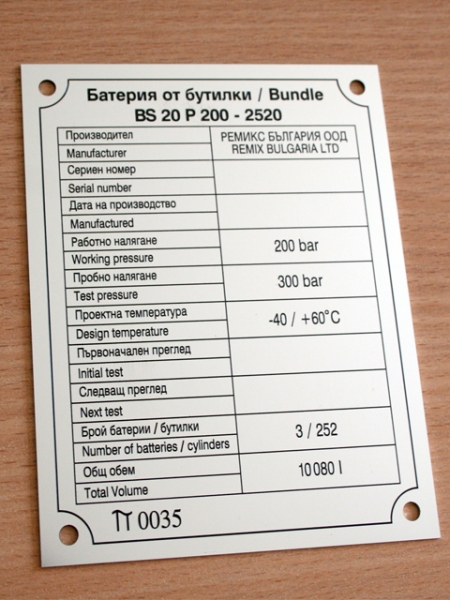 Батерия от бутилки / Bundle
BS 20 P 200 - 2520
Производител
Manufacturer
РЕМИКС БЪЛГАРИЯ ООД
REMIX BULGARIA LTD
Сериен номер
Serial number
Дата на производство
Manufactured
Работно налягане
Working pressure
200 bar
Пробно налягане
Test pressure
300 bar
Проектна температура
Design temperature
-40 / +60°C
Първоначален преглед
Initial test
Следващ преглед
Next test
Брой батерии / бутилки
Number of batteries / cylinders
3 / 252
Общ обем
Total Volume
10 080 l
π 0035